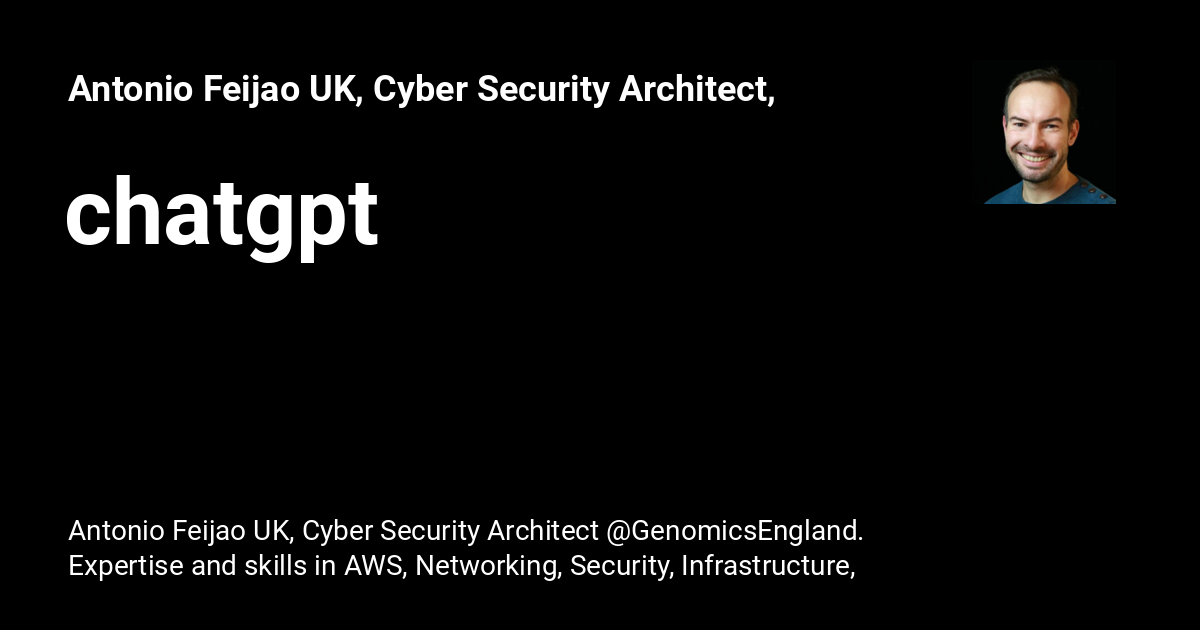 Antonio Feijao UK, Cyber Security Architect,
chatgpt
Antonio Feijao UK, Cyber Security Architect @GenomicsEngland.
Expertise and skills in AWS, Networking, Security, Infrastructure,